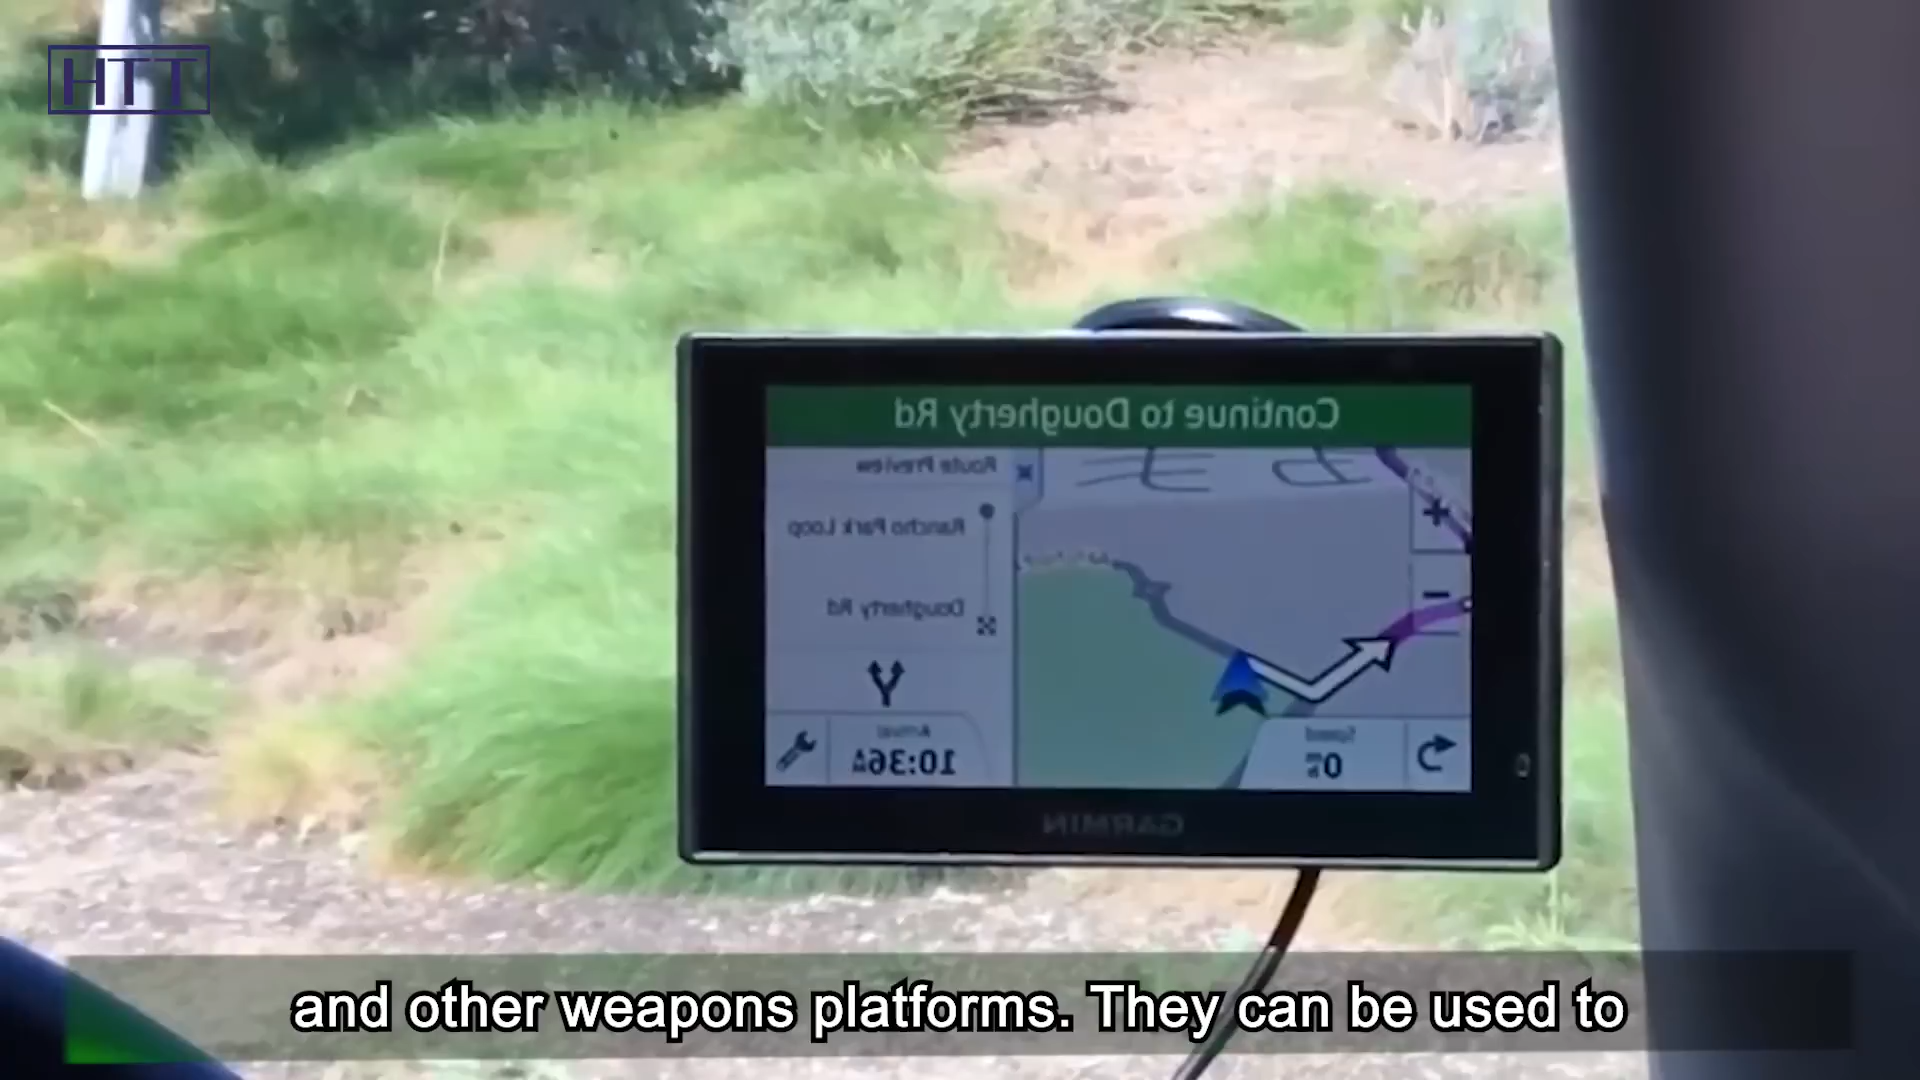 HTT
Continue to Dougherty Rd
Route Preview
Rancho Park Loop
Dougherty Rd
Arrival
10:36 AM
Speed
0
GARMIN
and other weapons platforms. They can be used to